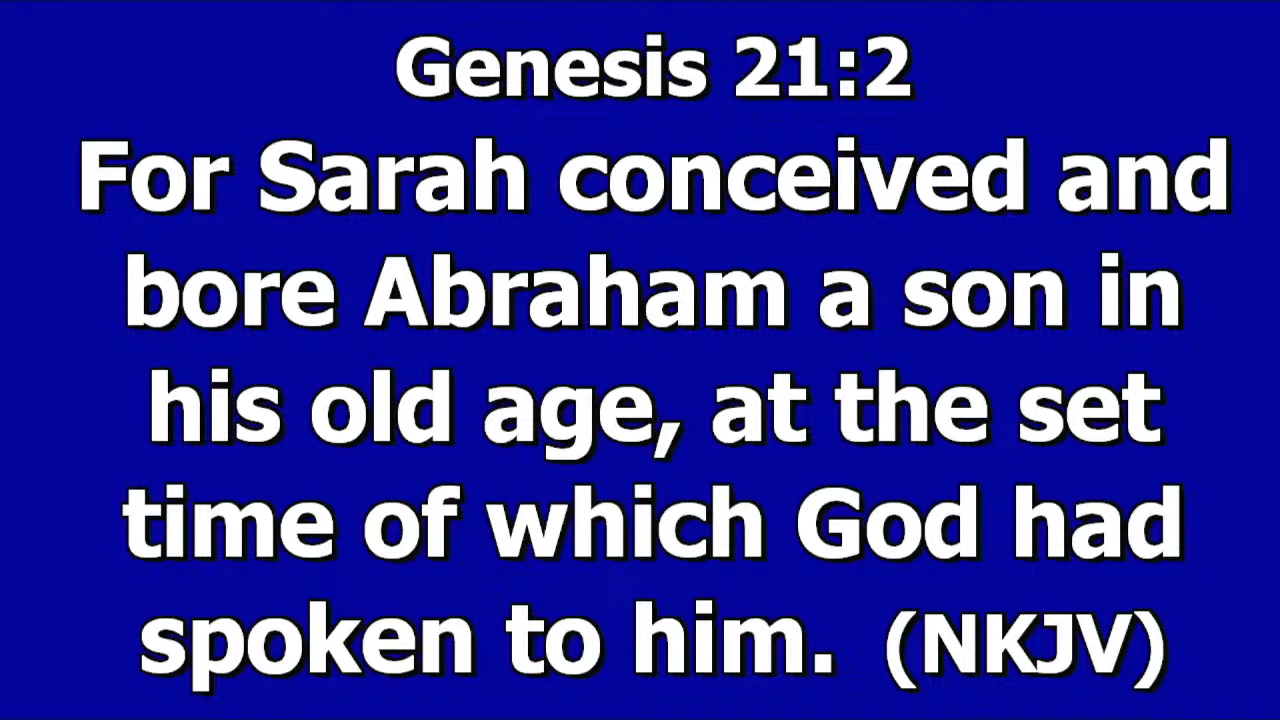 Genesis 21:2
For Sarah conceived and
bore Abraham a son in
his old age, at the set
time of which God had
spoken to him. (NKJV)